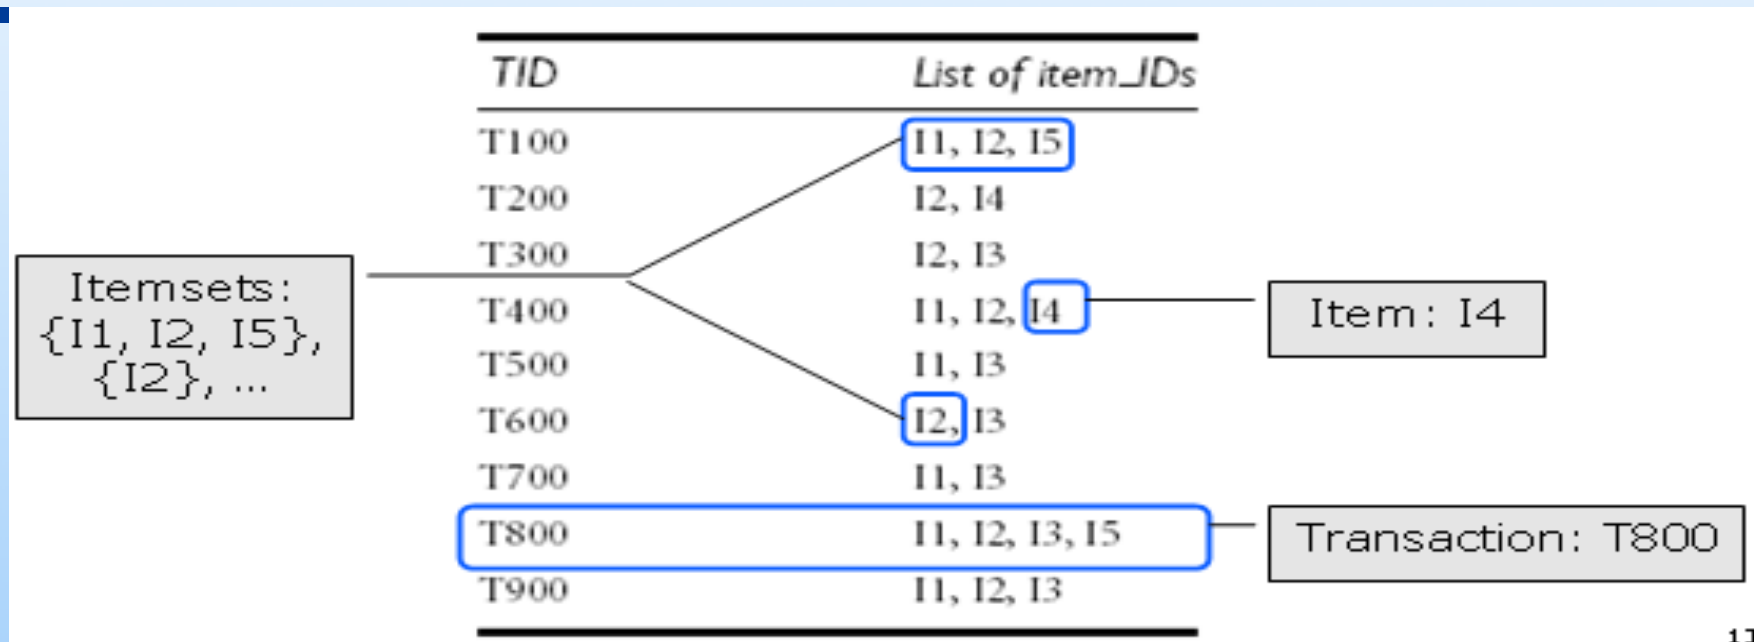 TID List of item_IDs
T100 I1, I2, I5
T200 I2, I4
T300 I2, I3
T400 I1, I2, I4
T500 I1, I3
T600 I2, I3
T700 I1, I3
T800 I1, I2, I3, I5
T900 I1, I2, I3
Itemsets:
{I1, I2, I5},
{I2}, ...
Item: I4
Transaction: T800